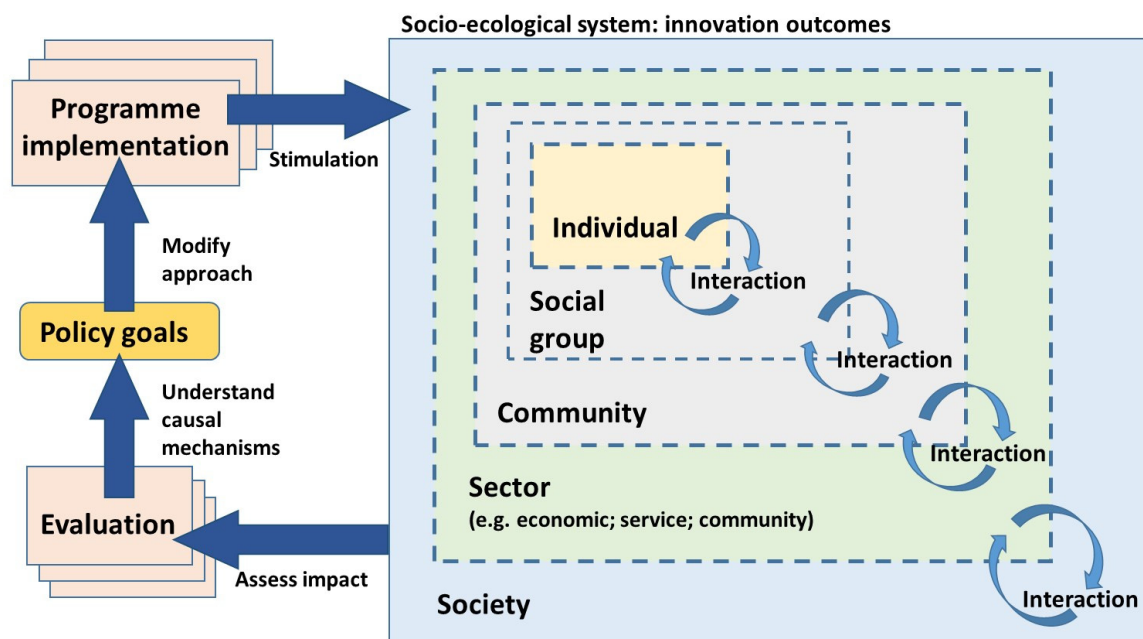 Socio-ecological system: innovation outcomes
Programme
implementation
Stimulation
Modify
approach
Policy goals
Understand
causal
mechanisms
Evaluation
Assess impact
Individual
Interaction
Social
group
Interaction
Community
Interaction
Sector
(e.g. economic; service; community)
Interaction
Society